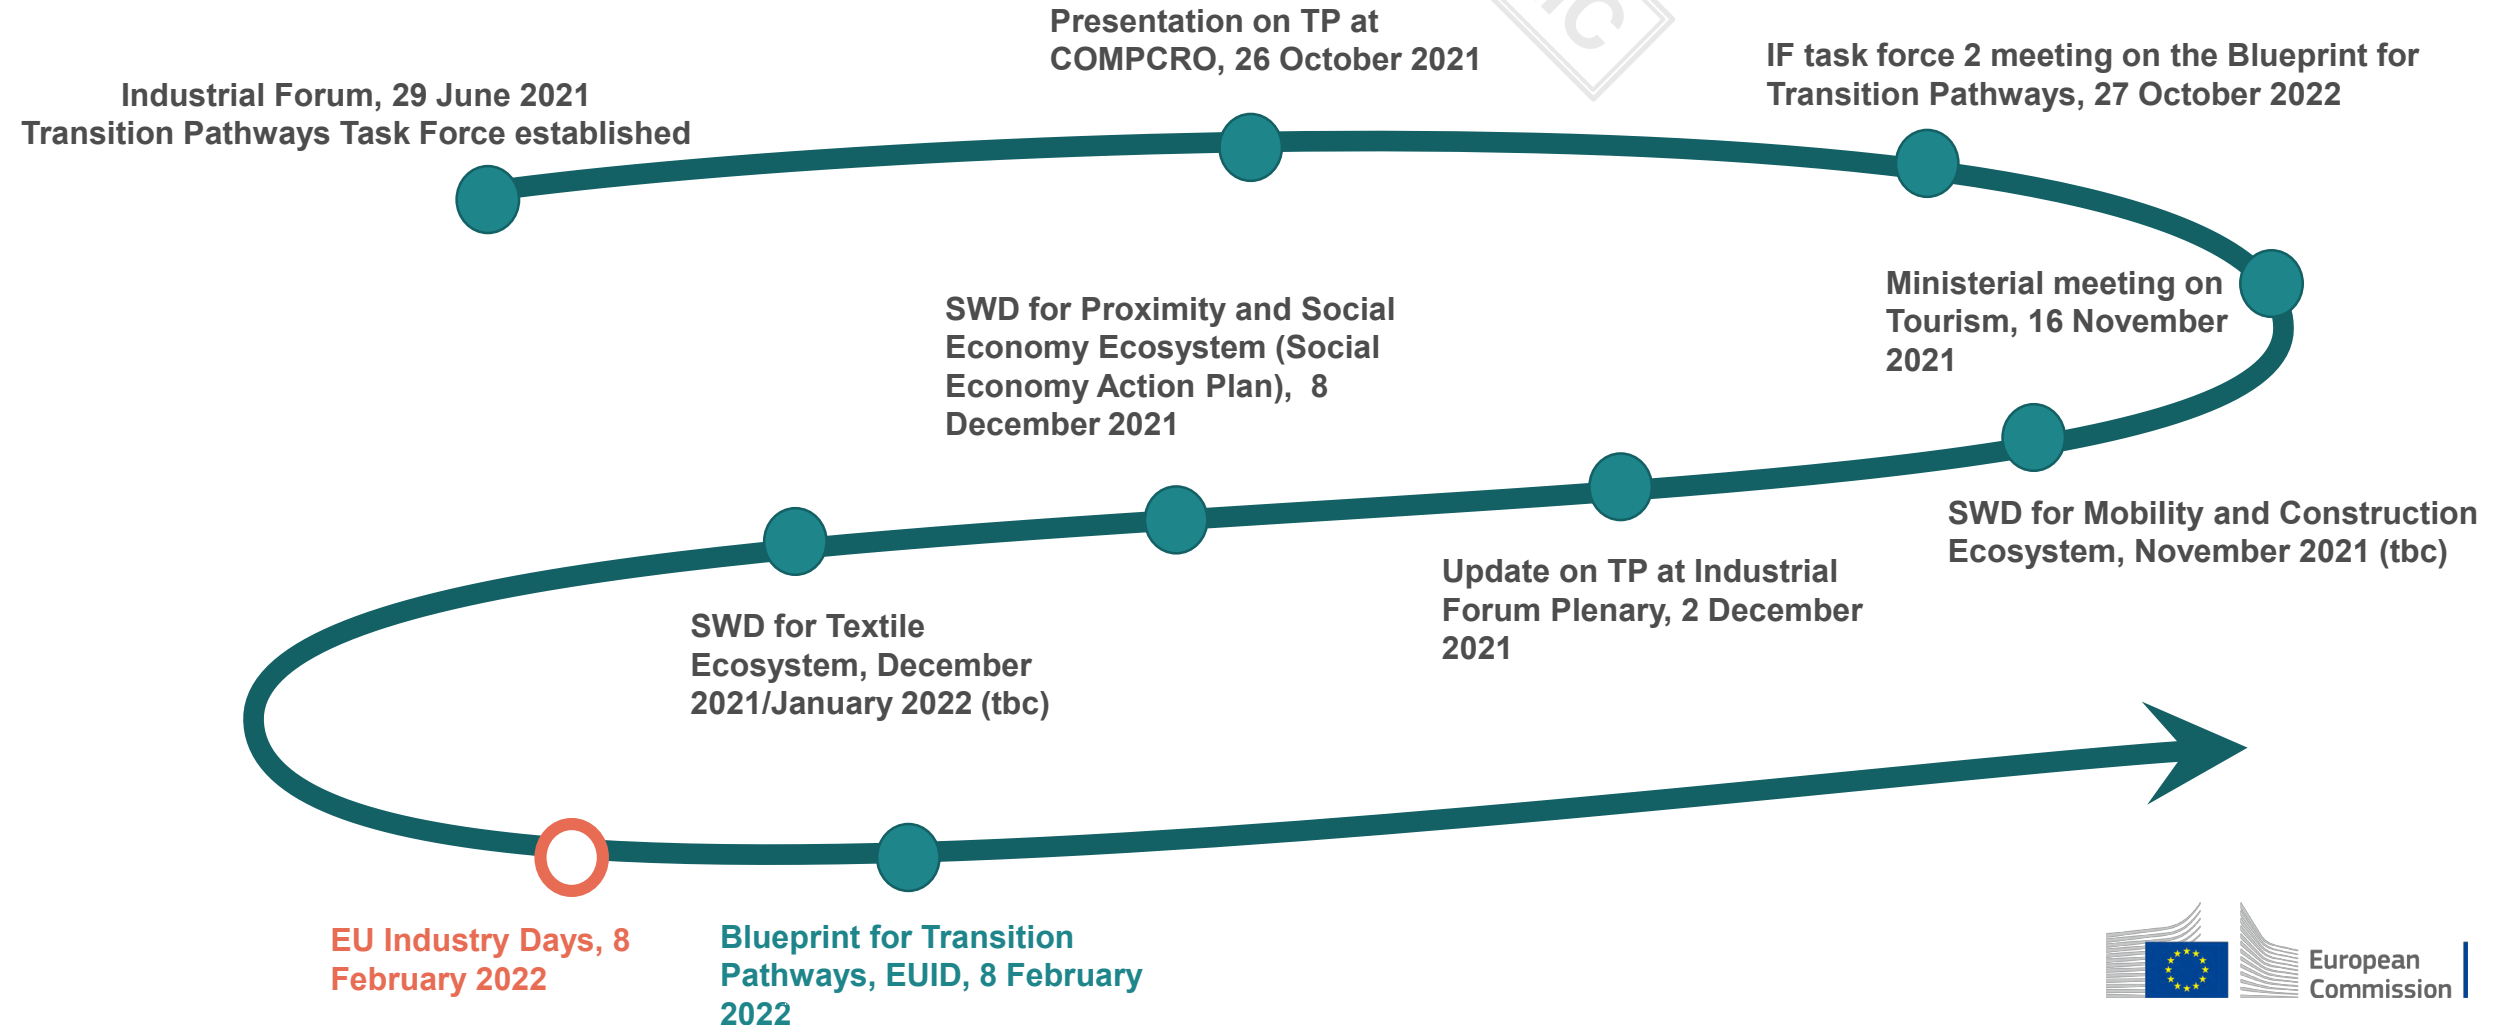 Presentation on TP at
COMPCRO, 26 October 2021
IF task force 2 meeting on the Blueprint for
Transition Pathways, 27 October 2022
Industrial Forum, 29 June 2021
Transition Pathways Task Force established
Ministerial meeting on
Tourism, 16 November
2021
SWD for Proximity and Social
Economy Ecosystem (Social
Economy Action Plan),  8
December 2021
SWD for Mobility and Construction
Ecosystem, November 2021 (tbc)
Update on TP at Industrial
Forum Plenary, 2 December
2021
SWD for Textile
Ecosystem, December
2021/January 2022 (tbc)
EU Industry Days, 8
February 2022
Blueprint for Transition
Pathways, EUID, 8 February
2022
European
Commission